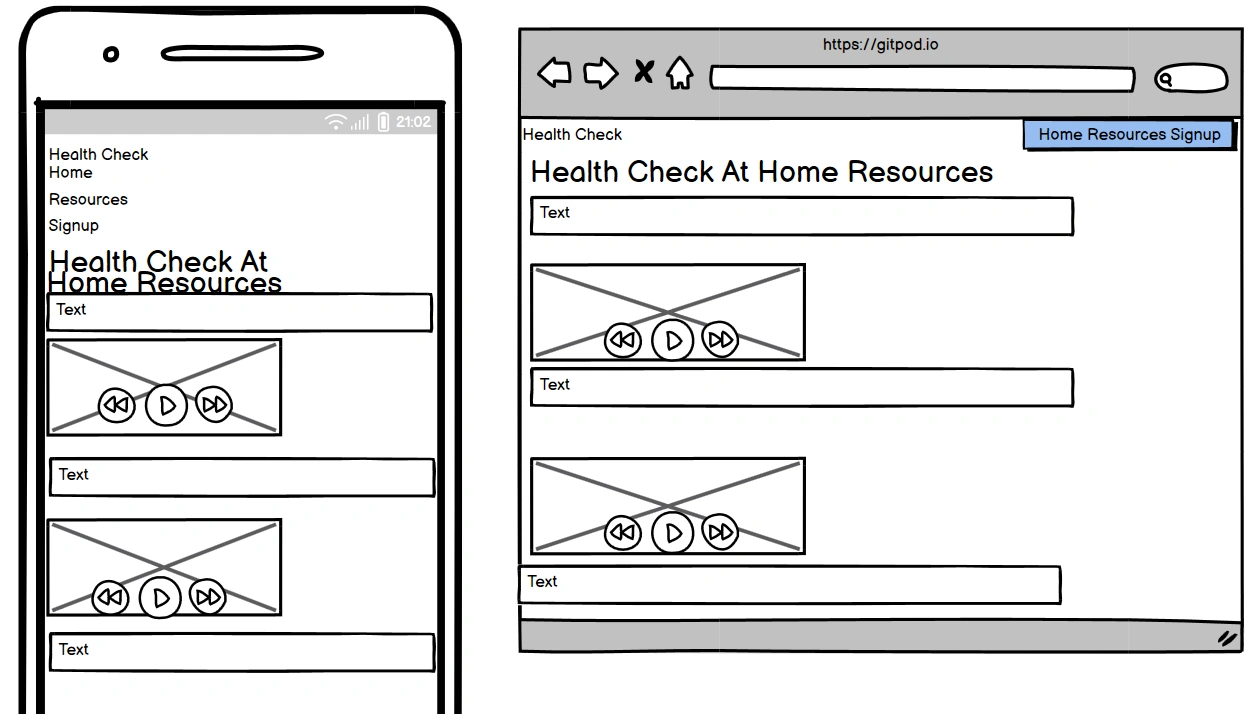 21:02
Health Check
Home
Resources
Signup
Health Check At
Home Resources
Text
Text
Text
https://gitpod.io
Health Check
Home Resources Signup
Health Check At Home Resources
Text
Text
Text